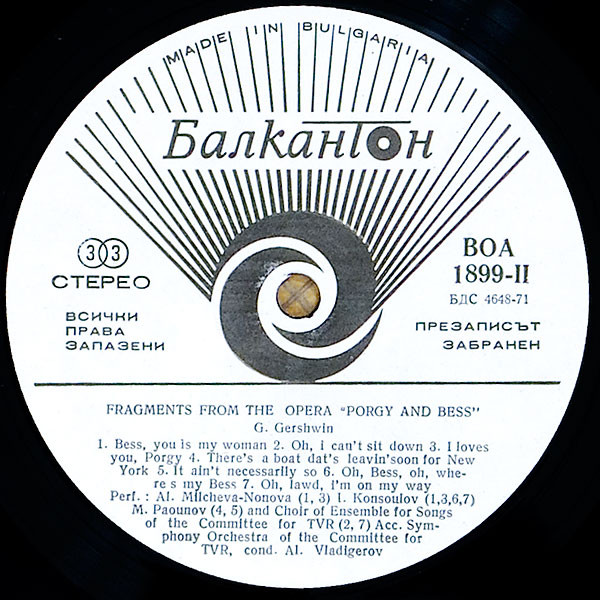 MADE IN BULGARIA
Балкантон
33
СТЕРЕО
ВСИЧКИ
ПРАВА
ЗАПАЗЕНИ
ВОА
1899-II
БДС 4648-71
ПРЕЗАПИСЪТ
ЗАБРАНЕН
FRAGMENTS FROM THE OPERA "PORGY AND BESS"
G. Gershwin
1. Bess, you is my woman 2. Oh, i can't sit down 3. I loves
you, Porgy 4. There's a boat dat's leavin'soon for New
York 5. It ain't necessarily so 6. Oh, Bess, oh, whe-
re s my Bess 7. Oh, lawd, i'm on my way
Perf. : Al. Milcheva-Nonova (1, 3) I. Konsoulov (1,3,6,7)
M. Paounov (4, 5) and Choir of Ensemble for Songs
of the Committee for TVR (2, 7) Acc. Sym-
phony Orchestra of the Committee for
TVR, cond. Al. Vladigerov